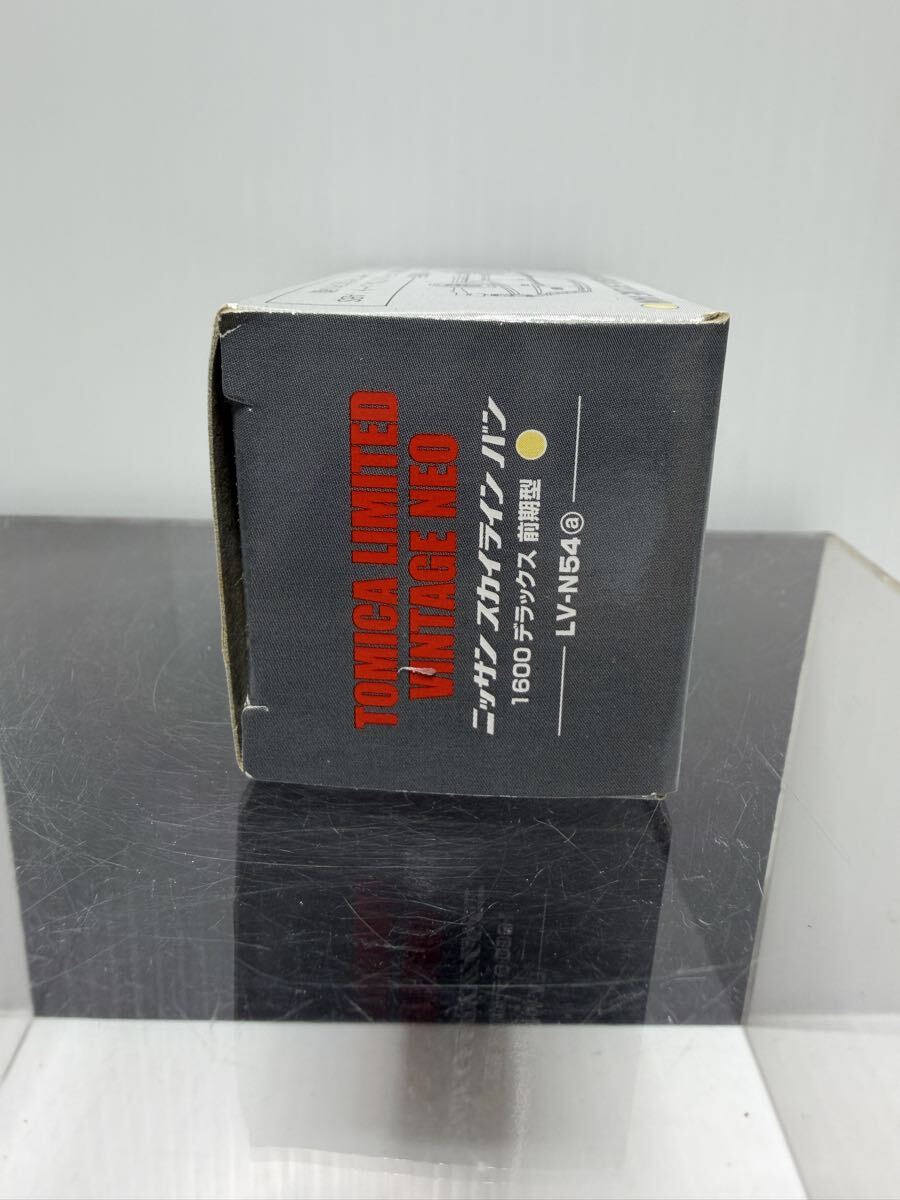 TOMICA LIMITED
VINTAGE NEO
ニッサン スカイライン バン
1600 デラックス 前期型
LV-N54ⓐ